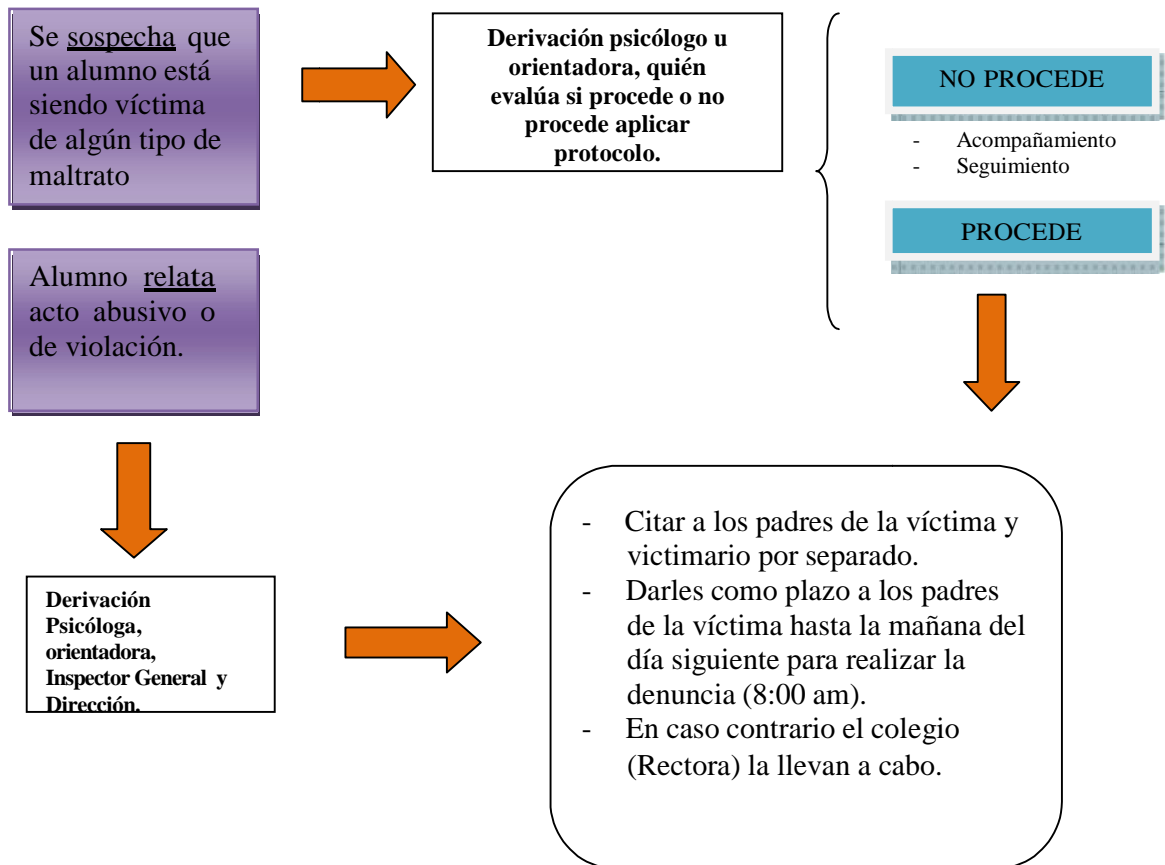 Se sospecha que
un alumno está
siendo víctima
de algún tipo de
maltrato
Derivación psicólogo u
orientadora, quién
evalúa si procede o no
procede aplicar
protocolo.
NO PROCEDE
- Acompañamiento
- Seguimiento
PROCEDE
Alumno relata
acto abusivo o
de violación.
Derivación
Psicóloga,
orientadora,
Inspector General y
Dirección.
- Citar a los padres de la víctima y
victimario por separado.
- Darles como plazo a los padres
de la víctima hasta la mañana del
día siguiente para realizar la
denuncia (8:00 am).
- En caso contrario el colegio
(Rectora) la llevan a cabo.